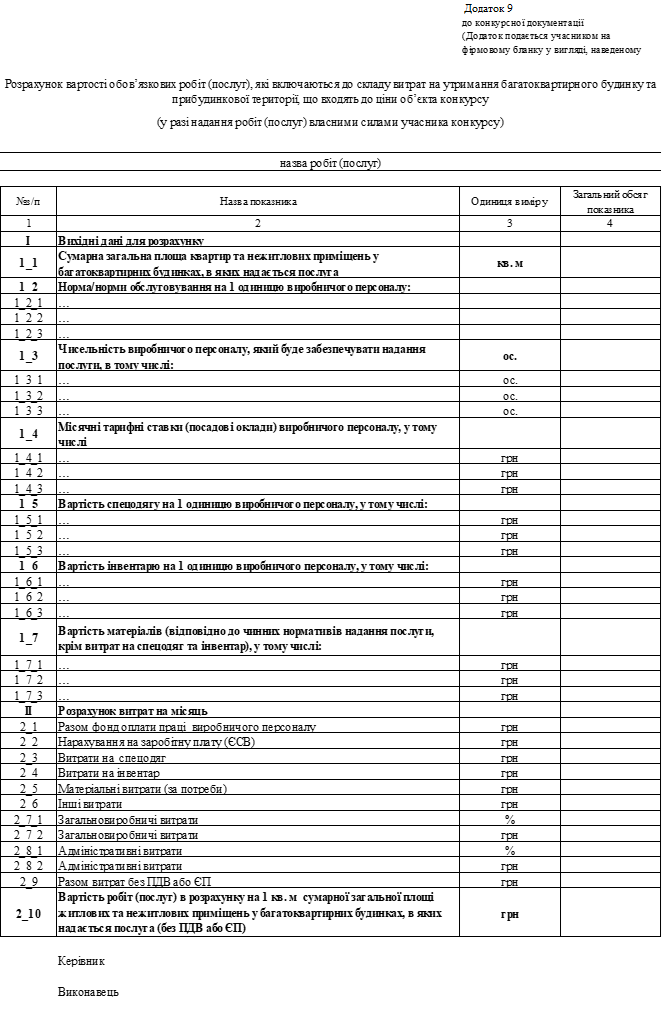 Додаток 9
до конкурсної документації
(Додаток подається учасником на
фірмовому бланку у вигляді, наведеному
Розрахунок вартості обов’язкових робіт (послуг), які включаються до складу витрат на утримання багатоквартирного будинку та
прибудинкової території, що входять до ціни об’єкта конкурсу
(у разі надання робіт (послуг) власними силами учасника конкурсу)
назва робіт (послуг)
№з/п Назва показника Одиниця виміру Загальний обсяг
показника
1 2 3 4
I Вихідні дані для розрахунку
1_1 Сумарна загальна площа квартир та нежитлових приміщень у
багатоквартирних будинках, в яких надається послуга кв. м
1_2 Норма/норми обслуговування на 1 одиницю виробничого персоналу:
1_2_1 …
1_2_2 …
1_2_3 …
1_3 Чисельність виробничого персоналу, який буде забезпечувати надання
послуги, в тому числі: ос.
1_3_1 … ос.
1_3_2 … ос.
1_3_3 … ос.
1_4 Місячні тарифні ставки (посадові оклади) виробничого персоналу, у тому
числі
1_4_1 … грн
1_4_2 … грн
1_4_3 … грн
1_5 Вартість спецодягу на 1 одиницю виробничого персоналу, у тому числі:
1_5_1 … грн
1_5_2 … грн
1_5_3 … грн
1_6 Вартість інвентарю на 1 одиницю виробничого персоналу, у тому числі:
1_6_1 … грн
1_6_2 … грн
1_6_3 … грн
1_7 Вартість матеріалів (відповідно до чинних нормативів надання послуги,
крім витрат на спецодяг та інвентар), у тому числі:
1_7_1 … грн
1_7_2 … грн
1_7_3 … грн
II Розрахунок витрат на місяць
2_1 Разом фонд оплати праці виробничого персоналу грн
2_2 Нарахування на заробітну плату (ЄСВ) грн
2_3 Витрати на спецодяг грн
2_4 Витрати на інвентар грн
2_5 Матеріальні витрати (за потреби) грн
2_6 Інші витрати грн
2_7_1 Загальновиробничі витрати %
2_7_2 Загальновиробничі витрати грн
2_8_1 Адміністративні витрати %
2_8_2 Адміністративні витрати грн
2_9 Разом витрат без ПДВ або ЄП грн
2_10 Вартість робіт (послуг) в розрахунку на 1 кв. м сумарної загальної площі
житлових та нежитлових приміщень у багатоквартирних будинках, в яких
надається послуга (без ПДВ або ЄП) грн
Керівник
Виконавець